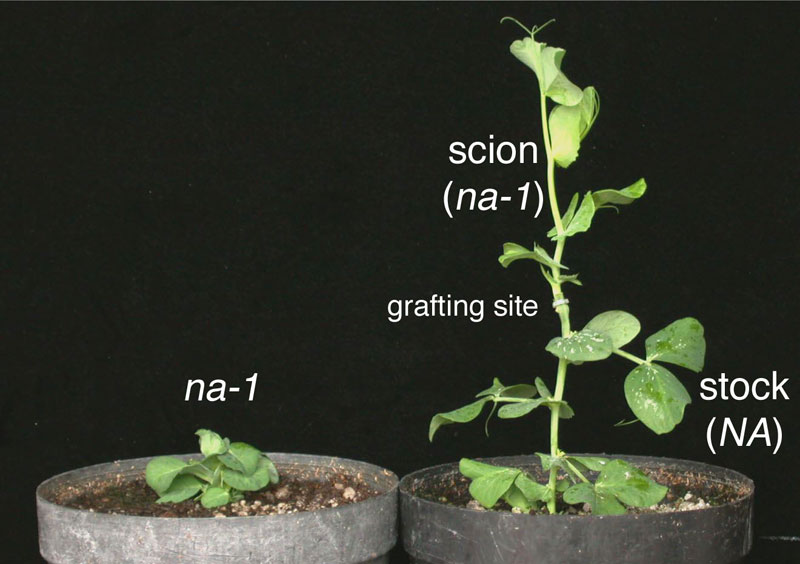 scion
(na-1)
grafting site
na-1
stock
(NA)